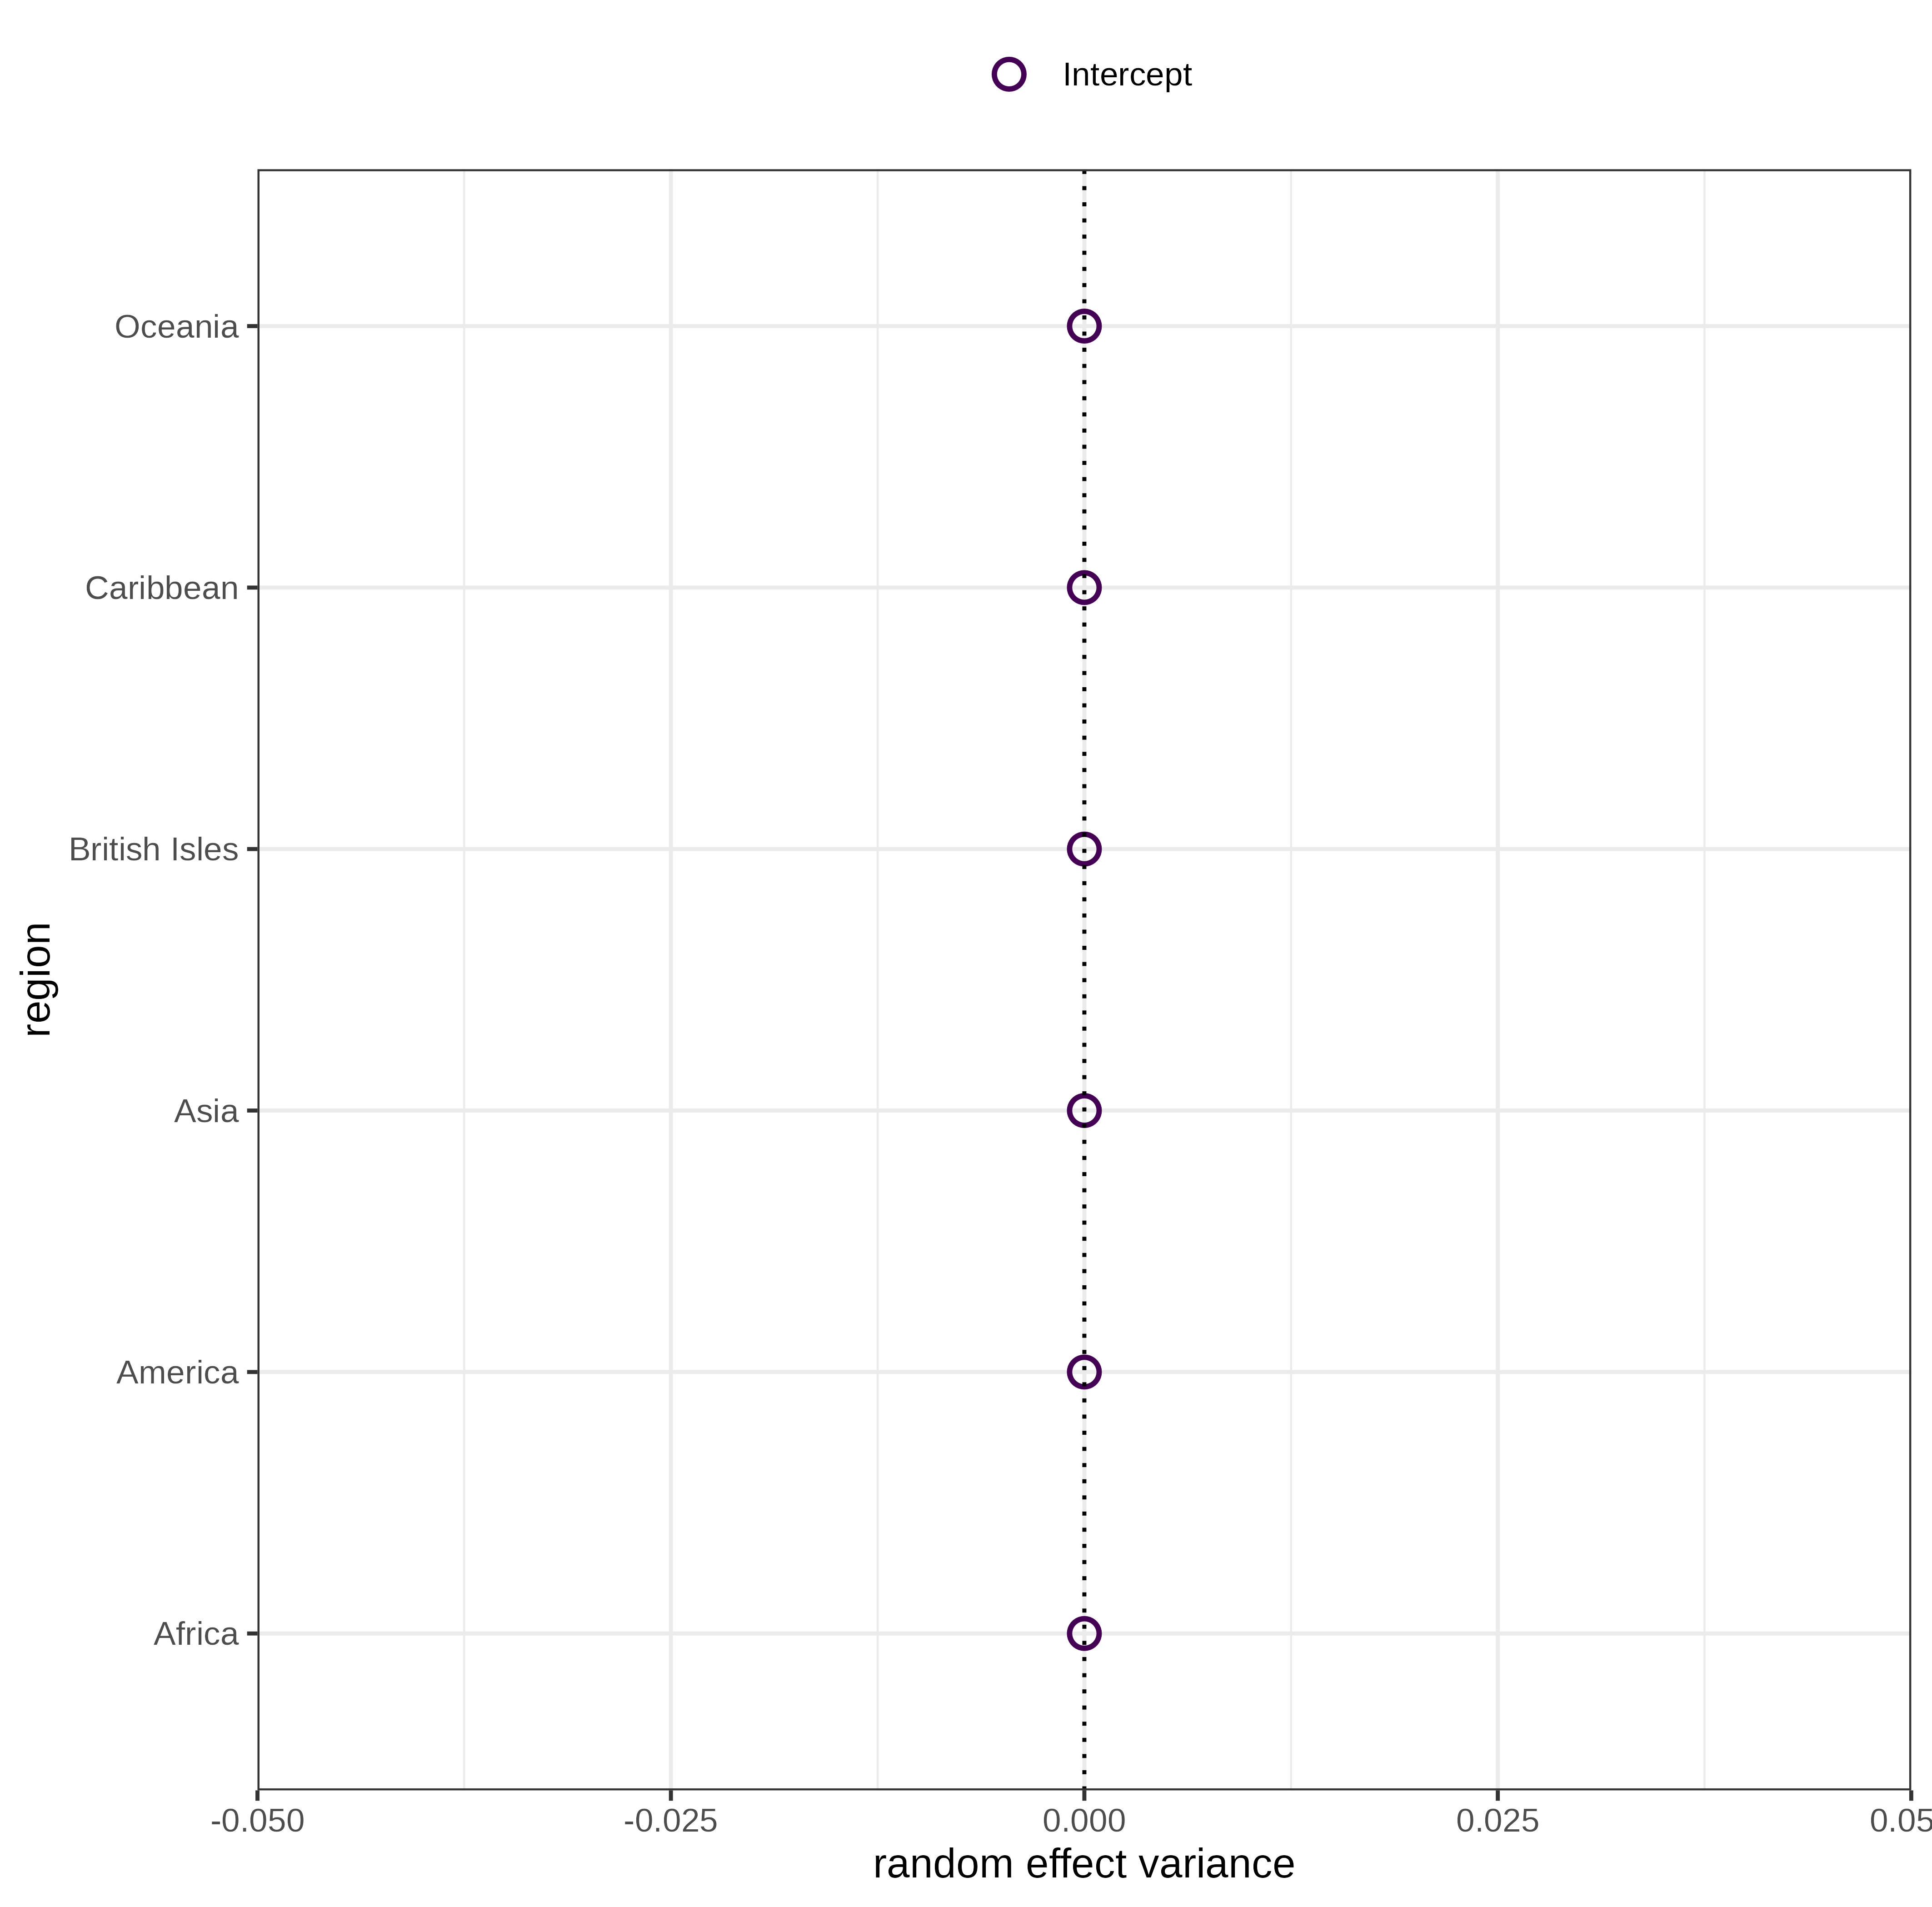 Intercept
Oceania
Caribbean
British Isles
Asia
America
Africa
region
-0.050 -0.025 0.000 0.025 0.05
random effect variance